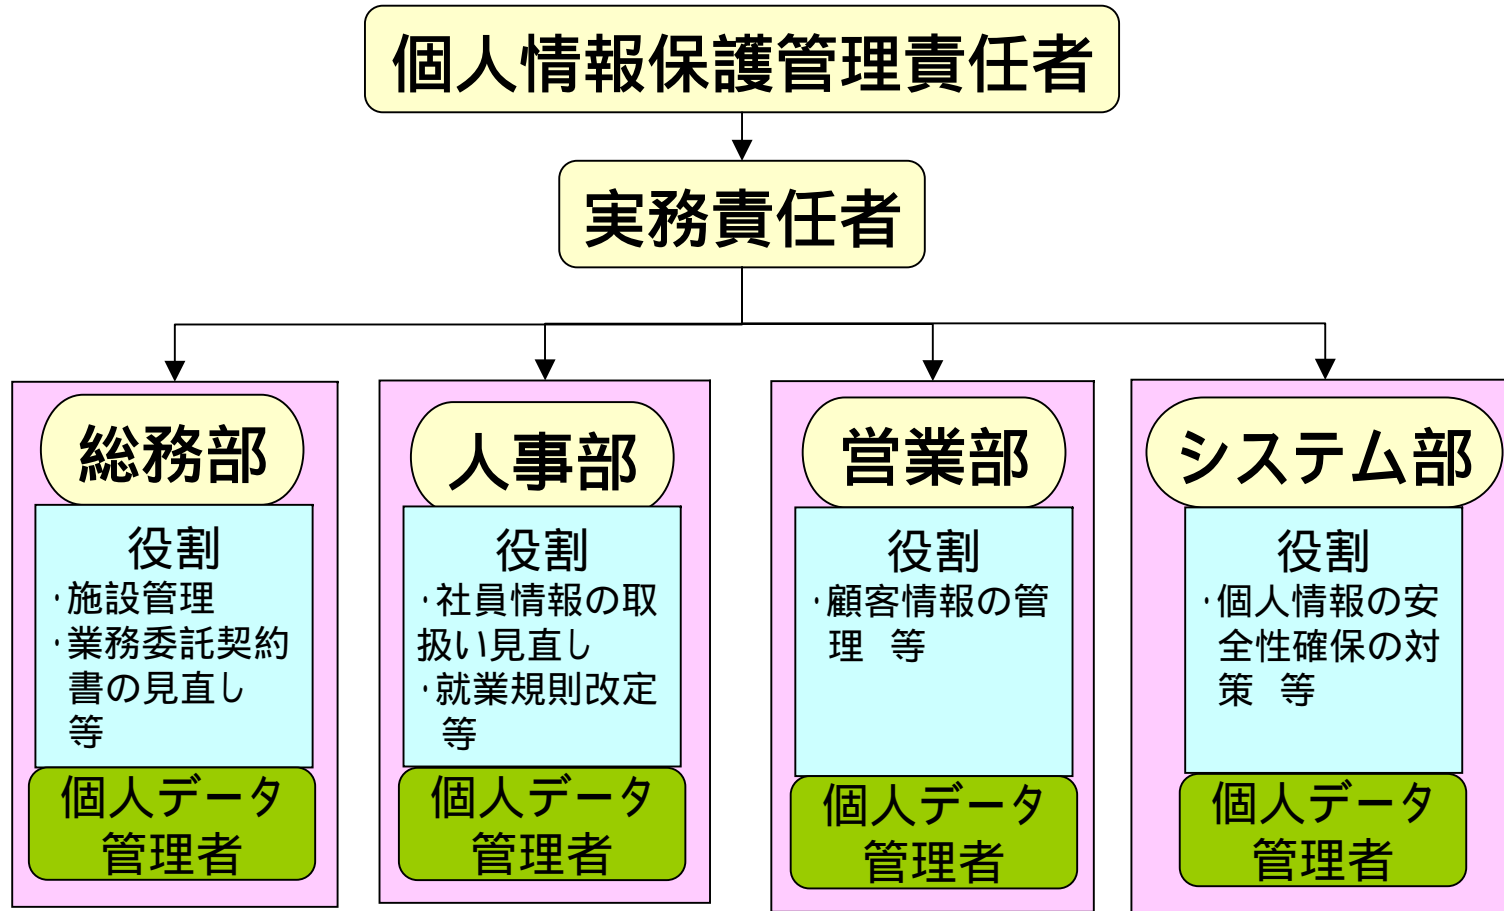 個人情報保護管理責任者
実務責任者
総務部
役割
・施設管理
・業務委託契約
書の見直し
等
個人データ
管理者
人事部
役割
・社員情報の取
扱い見直し
・就業規則改定
等
個人データ
管理者
営業部
役割
・顧客情報の管
理 等
個人データ
管理者
システム部
役割
・個人情報の安
全性確保の対
策 等
個人データ
管理者